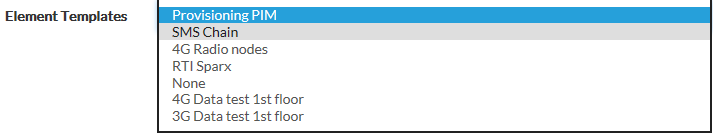 Element Templates
Provisioning PIM
SMS Chain
4G Radio nodes
RTI Sparx
None
4G Data test 1st floor
3G Data test 1st floor